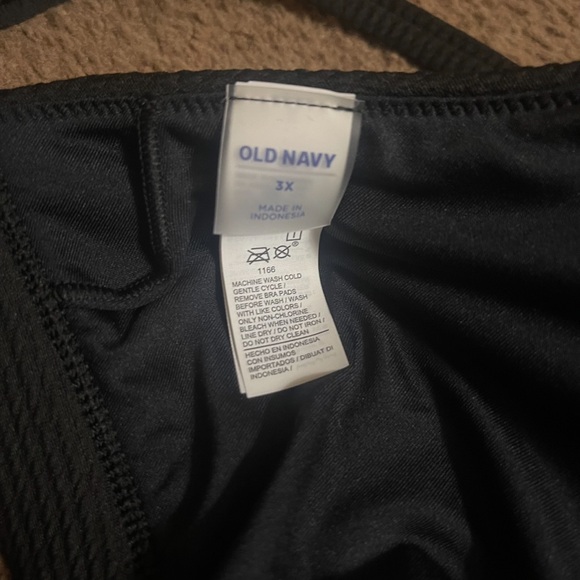 OLD NAVY
3X
MADE IN
INDONESIA
1166
MACHINE WASH COLD
GENTLE CYCLE /
REMOVE BRA PADS
BEFORE WASH / WASH
WITH LIKE COLORS /
ONLY NON-CHLORINE
BLEACH WHEN NEEDED /
LINE DRY / DO NOT IRON /
DO NOT DRY CLEAN
HECHO EN INDONESIA
CON INSUMOS
IMPORTADOS / DIBUAT DI
INDONESIA /